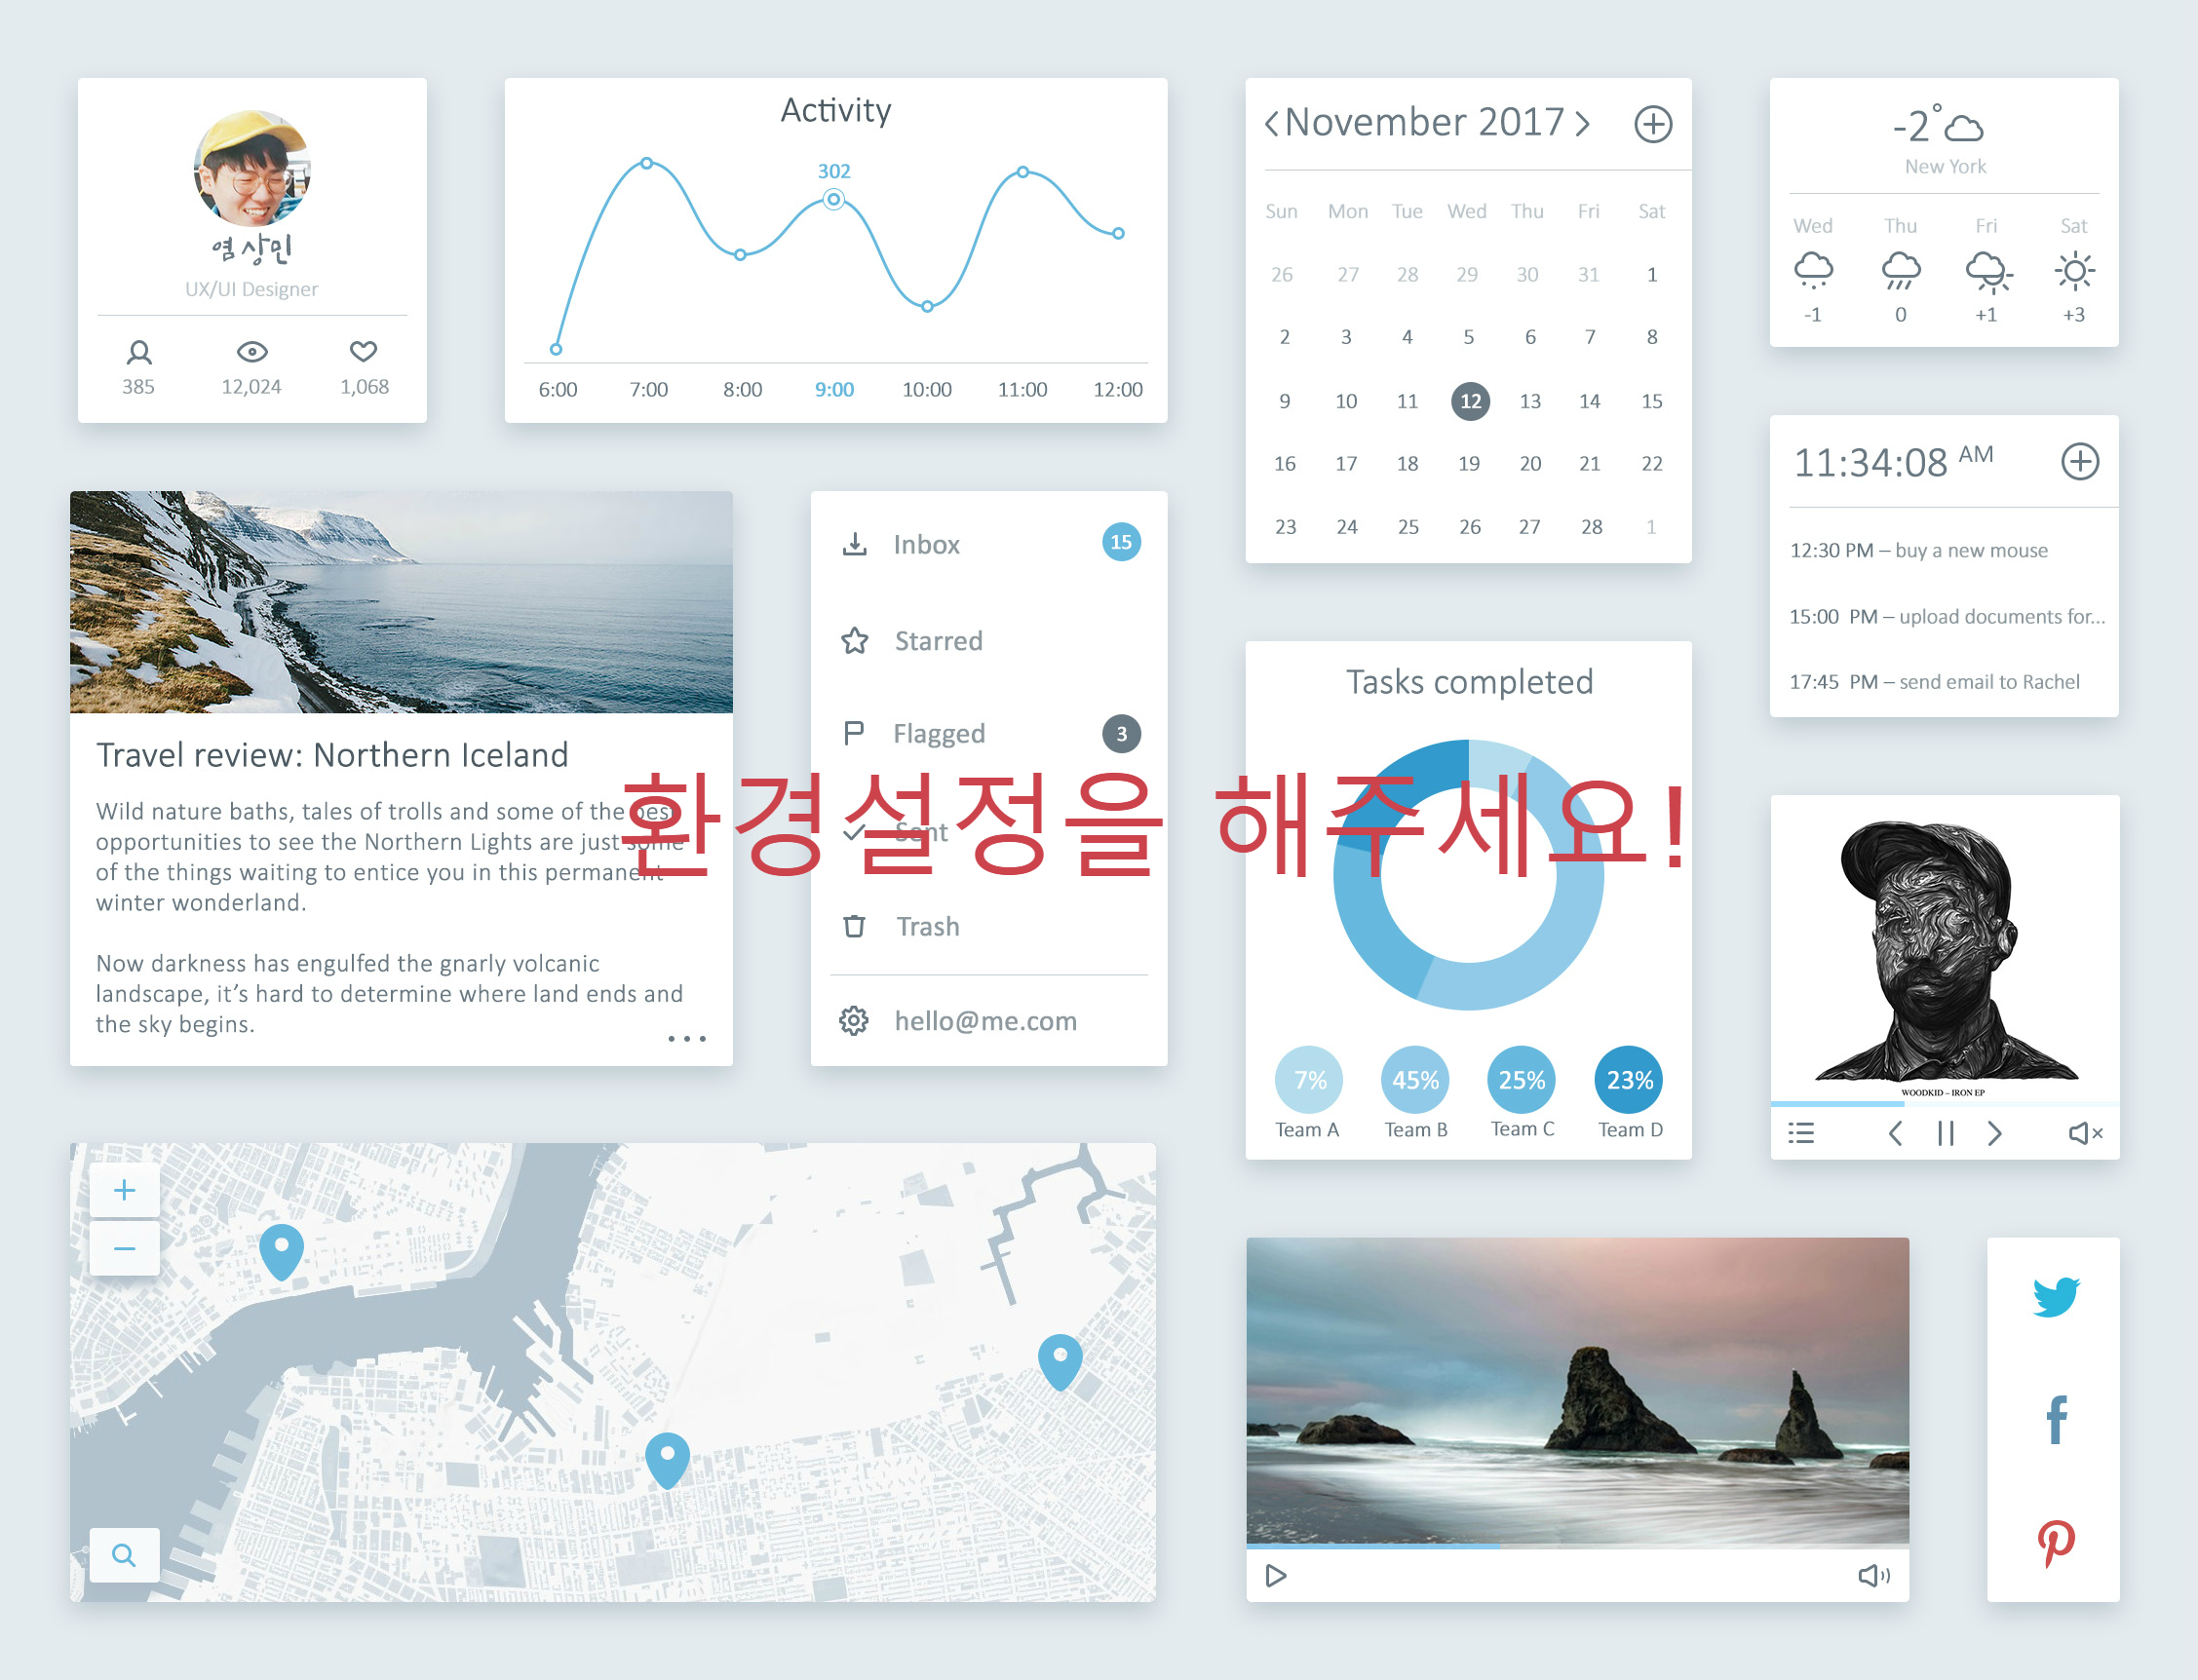 염상민
UX/UI Designer
385 12,024 1,068
Activity
302
6:00 7:00 8:00 9:00 10:00 11:00 12:00
November 2017
Sun Mon Tue Wed Thu Fri Sat
26 27 28 29 30 31 1
2 3 4 5 6 7 8
9 10 11 12 13 14 15
16 17 18 19 20 21 22
23 24 25 26 27 28 1
-2°
New York
Wed Thu Fri Sat
-1 0 +1 +3
11:34:08 AM
12:30 PM – buy a new mouse
15:00 PM – upload documents for...
17:45 PM – send email to Rachel
Travel review: Northern Iceland
Wild nature baths, tales of trolls and some of the best
opportunities to see the Northern Lights are just some
of the things waiting to entice you in this permanent
winter wonderland.
Now darkness has engulfed the gnarly volcanic
landscape, it’s hard to determine where land ends and
the sky begins.
Inbox 15
Starred
Flagged 3
Sent
Trash
hello@me.com
환경설정을 해주세요!
Tasks completed
7% 45% 25% 23%
Team A Team B Team C Team D
WOODKID – IRON EP